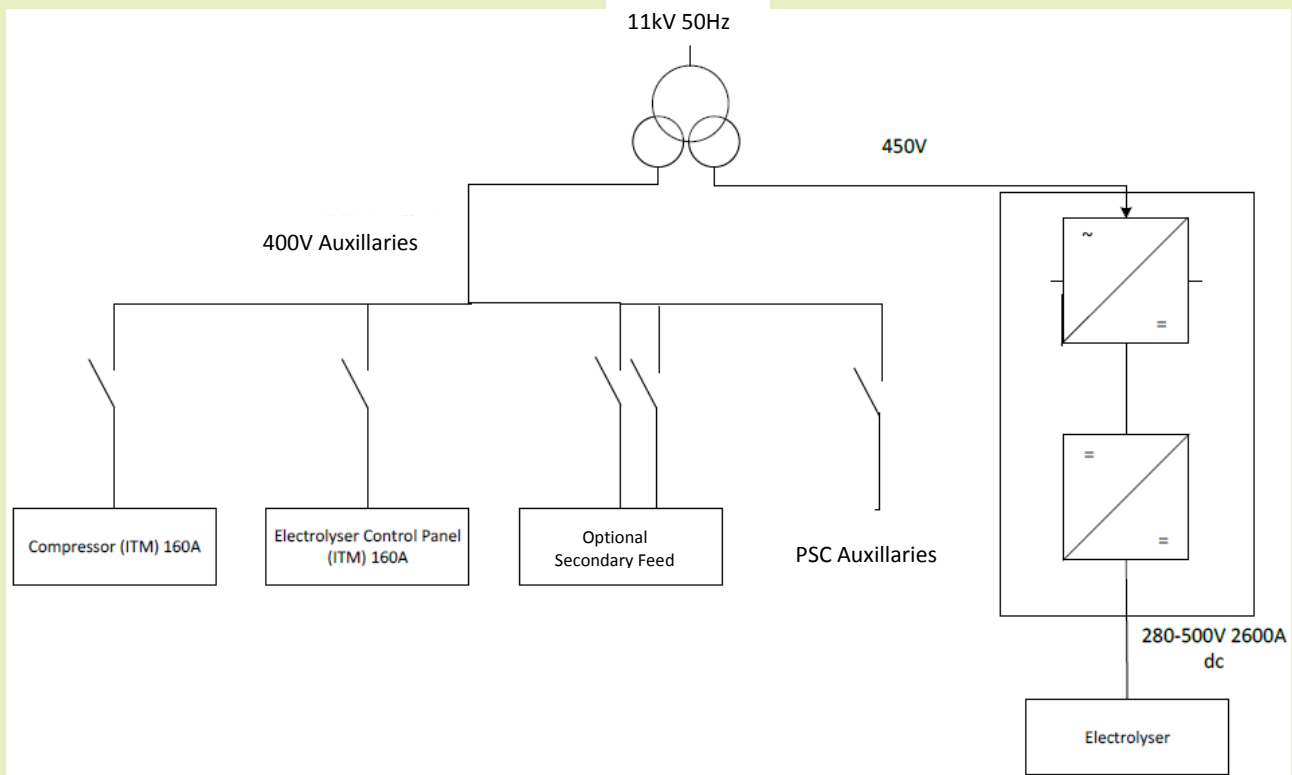 11kV 50Hz
450V
400V Auxillaries
~
=
=
=
Compressor (ITM) 160A
Electrolyser Control Panel
(ITM) 160A
Optional
Secondary Feed
PSC Auxillaries
280-500V 2600A
dc
Electrolyser